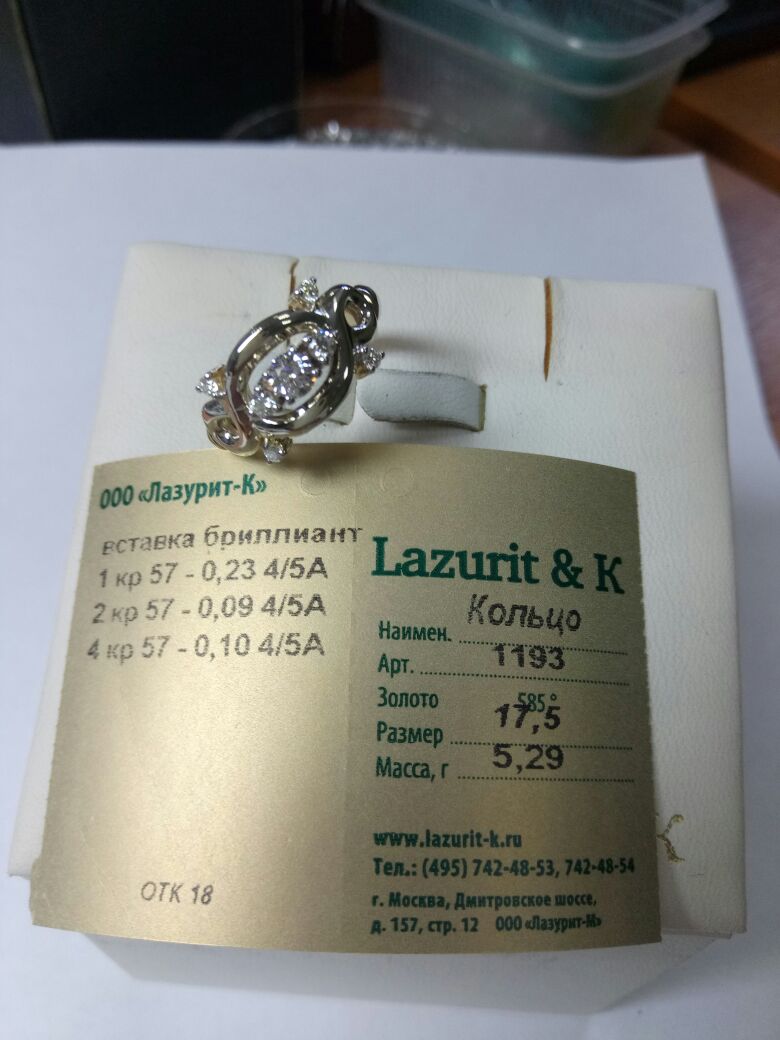 ООО «Лазурит-К»
вставка бриллиант
1 кр 57 - 0,23 4/5А
2 кр 57 - 0,09 4/5А
4 кр 57 - 0,10 4/5А
ОТК 18
Lazurit & K
Наимен. Кольцо
Арт. 1193
Золото 585°
Размер 17,5
Масса, г 5,29
www.lazurit-k.ru
Тел.: (495) 742-48-53, 742-48-54
г. Москва, Дмитровское шоссе,
д. 157, стр. 12 ООО «Лазурит-М»
K